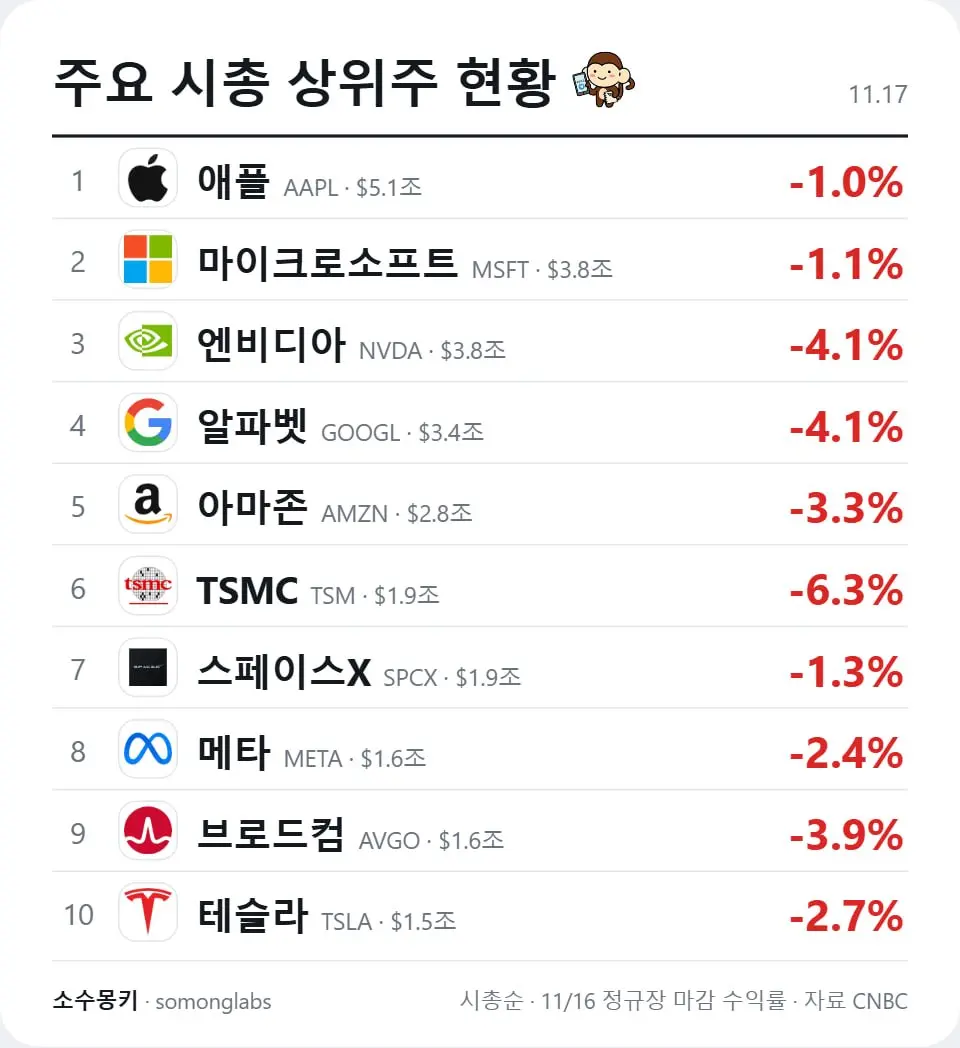 주요 시총 상위주 현황
11.17
1 애플 AAPL · $5.1조 -1.0%
2 마이크로소프트 MSFT · $3.8조 -1.1%
3 엔비디아 NVDA · $3.8조 -4.1%
4 알파벳 GOOGL · $3.4조 -4.1%
5 a 아마존 AMZN · $2.8조 -3.3%
6 tsmc TSMC TSM · $1.9조 -6.3%
7 스페이스X SPCX · $1.9조 -1.3%
8 메타 META · $1.6조 -2.4%
9 브로드컴 AVGO · $1.6조 -3.9%
10 테슬라 TSLA · $1.5조 -2.7%
소수몽키 · somonglabs
시총순 · 11/16 정규장 마감 수익률 · 자료 CNBC